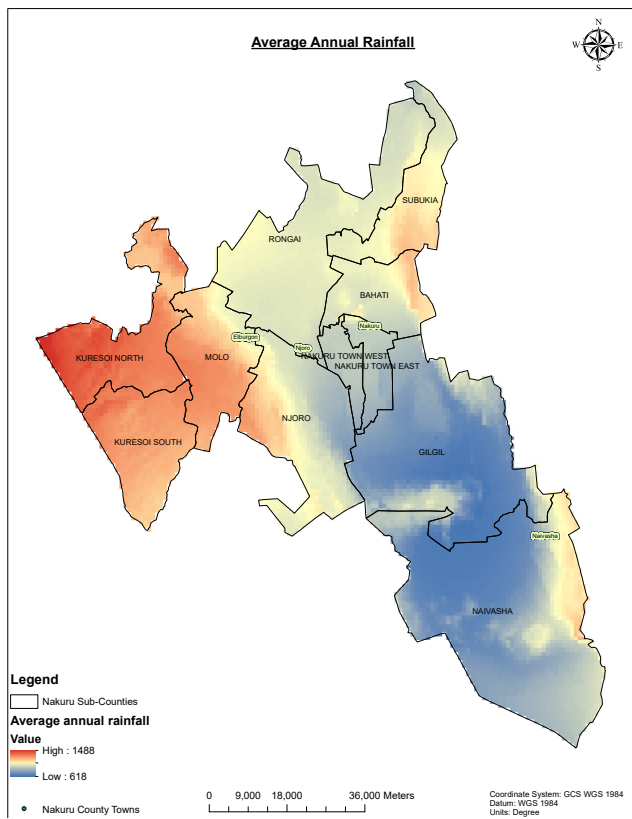 Average Annual Rainfall
N
W E
S
SUBUKIA
RONGAI
BAHATI
Nakuru
Elburgon
Njoro
KURESOI NORTH
MOLO
NAKURU TOWN WEST
NAKURU TOWN EAST
NJORO
KURESOI SOUTH
GILGIL
Naivasha
NAIVASHA
Legend
Nakuru Sub-Counties
Average annual rainfall
Value
High : 1488
Low : 618
Nakuru County Towns
0 9,000 18,000 36,000 Meters
Coordinate System: GCS WGS 1984
Datum: WGS 1984
Units: Degree